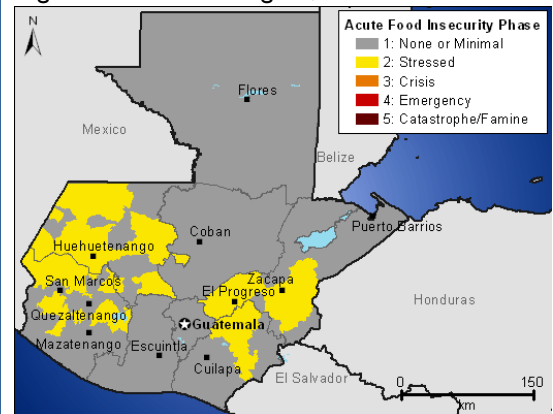 Acute Food Insecurity Phase
1: None or Minimal
2: Stressed
3: Crisis
4: Emergency
5: Catastrophe/Famine
N
Flores
Mexico
Belize
Coban
Puerto Barrios
Huehuetenango
San Marcos
Zacapa
El Progreso
Quezaltenango
Guatemala
Honduras
Mazatenango
Escuintla
Cuilapa
El Salvador
0 150
km